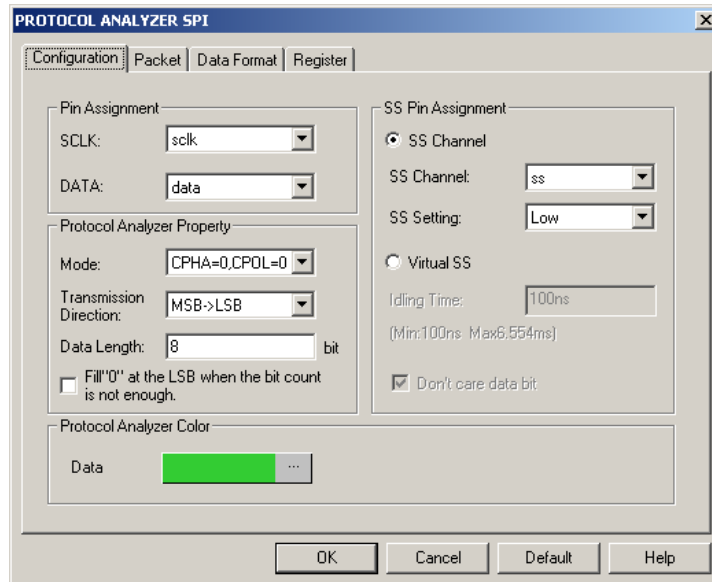 PROTOCOL ANALYZER SPI
Configuration Packet Data Format Register
Pin Assignment
SCLK: sclk
DATA: data
Protocol Analyzer Property
Mode: CPHA=0,CPOL=0
Transmission
Direction: MSB->LSB
Data Length: 8 bit
Fill"0" at the LSB when the bit count
is not enough.
SS Pin Assignment
SS Channel
SS Channel: ss
SS Setting: Low
Virtual SS
Idling Time: 100ns
(Min:100ns Max6.554ms)
Don't care data bit
Protocol Analyzer Color
Data ...
OK Cancel Default Help